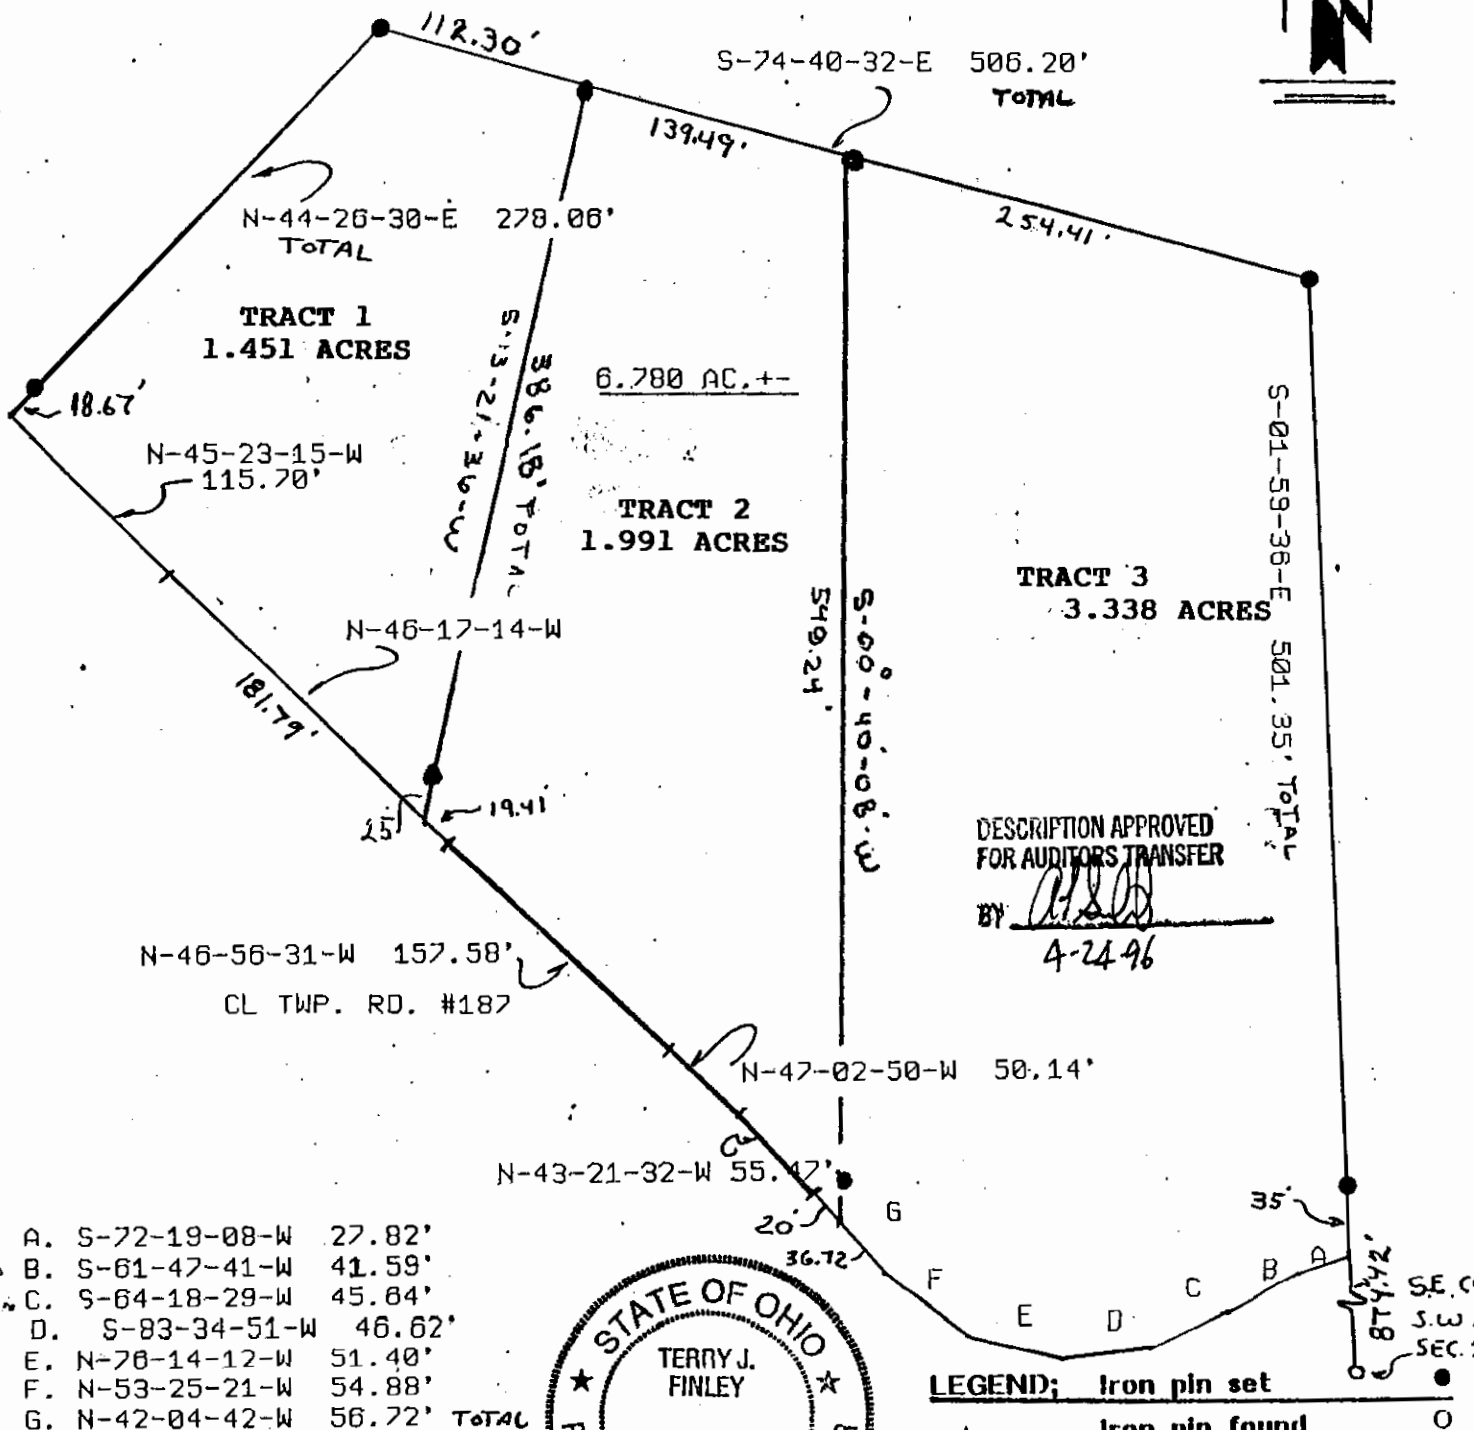 N
112.30'
S-74-40-32-E 506.20'
TOTAL
139.49'
254.41'
N-44-26-30-E 278.06'
TOTAL
TRACT 1
1.451 ACRES
S-13-21-36-W
386.18' TOTAL
6.780 AC.+-
18.67'
N-45-23-15-W
115.70'
TRACT 2
1.991 ACRES
S-01-59-36-E 501.35' TOTAL
TRACT 3
3.338 ACRES
S-00°-40'-08"-W
549.24'
N-46-17-14-W
181.79'
25'
19.41'
DESCRIPTION APPROVED
FOR AUDITORS TRANSFER
BY
4-24-96
N-46-56-31-W 157.58'
CL TWP. RD. #187
N-47-02-50-W 50.14'
N-43-21-32-W 55.47'
20'
36.72
G
F
E
D
C
B
A
35'
874.42'
S.E. CO
S.W.
SEC.
A. S-72-19-08-W 27.82'
B. S-61-47-41-W 41.59'
C. S-64-18-29-W 45.64'
D. S-83-34-51-W 46.62'
E. N-76-14-12-W 51.40'
F. N-53-25-21-W 54.88'
G. N-42-04-42-W 56.72' TOTAL
STATE OF OHIO
TERRY J.
FINLEY
LEGEND; Iron pin set
Iron pin found